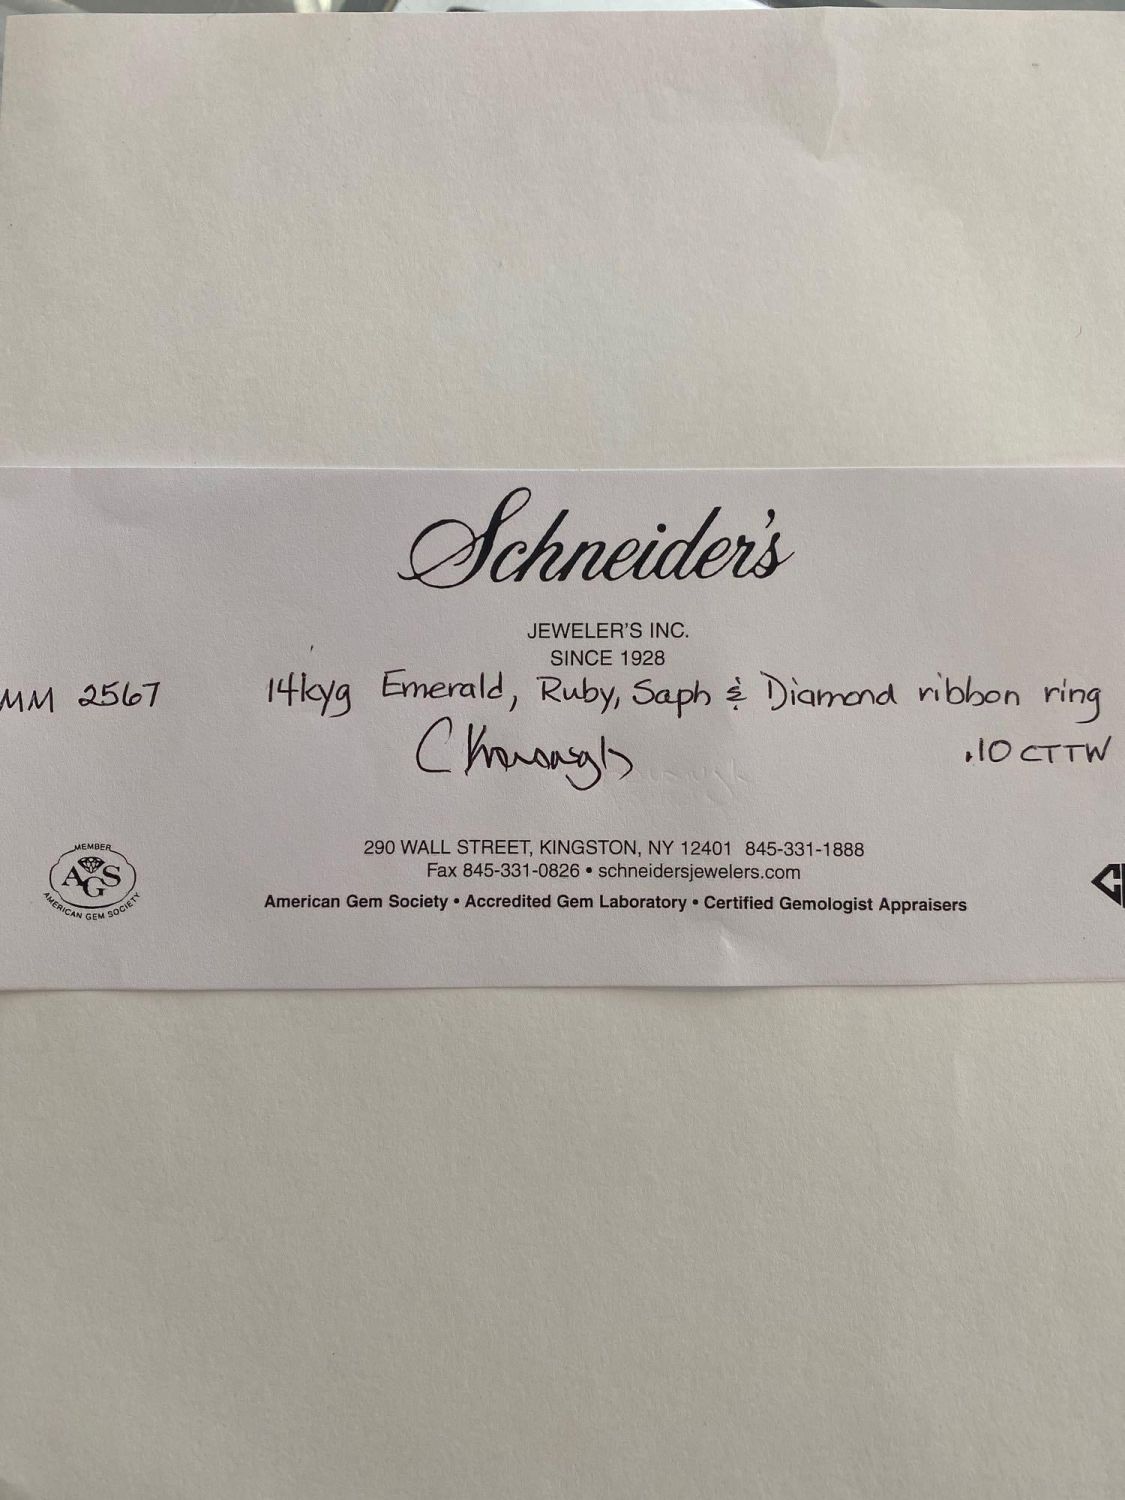 Schneider's
JEWELER'S INC.
SINCE 1928
MM 2567 14kyg Emerald, Ruby, Saph & Diamond ribbon ring
.10 CTTW
290 WALL STREET, KINGSTON, NY 12401 845-331-1888
Fax 845-331-0826 • schneidersjewelers.com
American Gem Society • Accredited Gem Laboratory • Certified Gemologist Appraisers
MEMBER
AGS
AMERICAN GEM SOCIETY